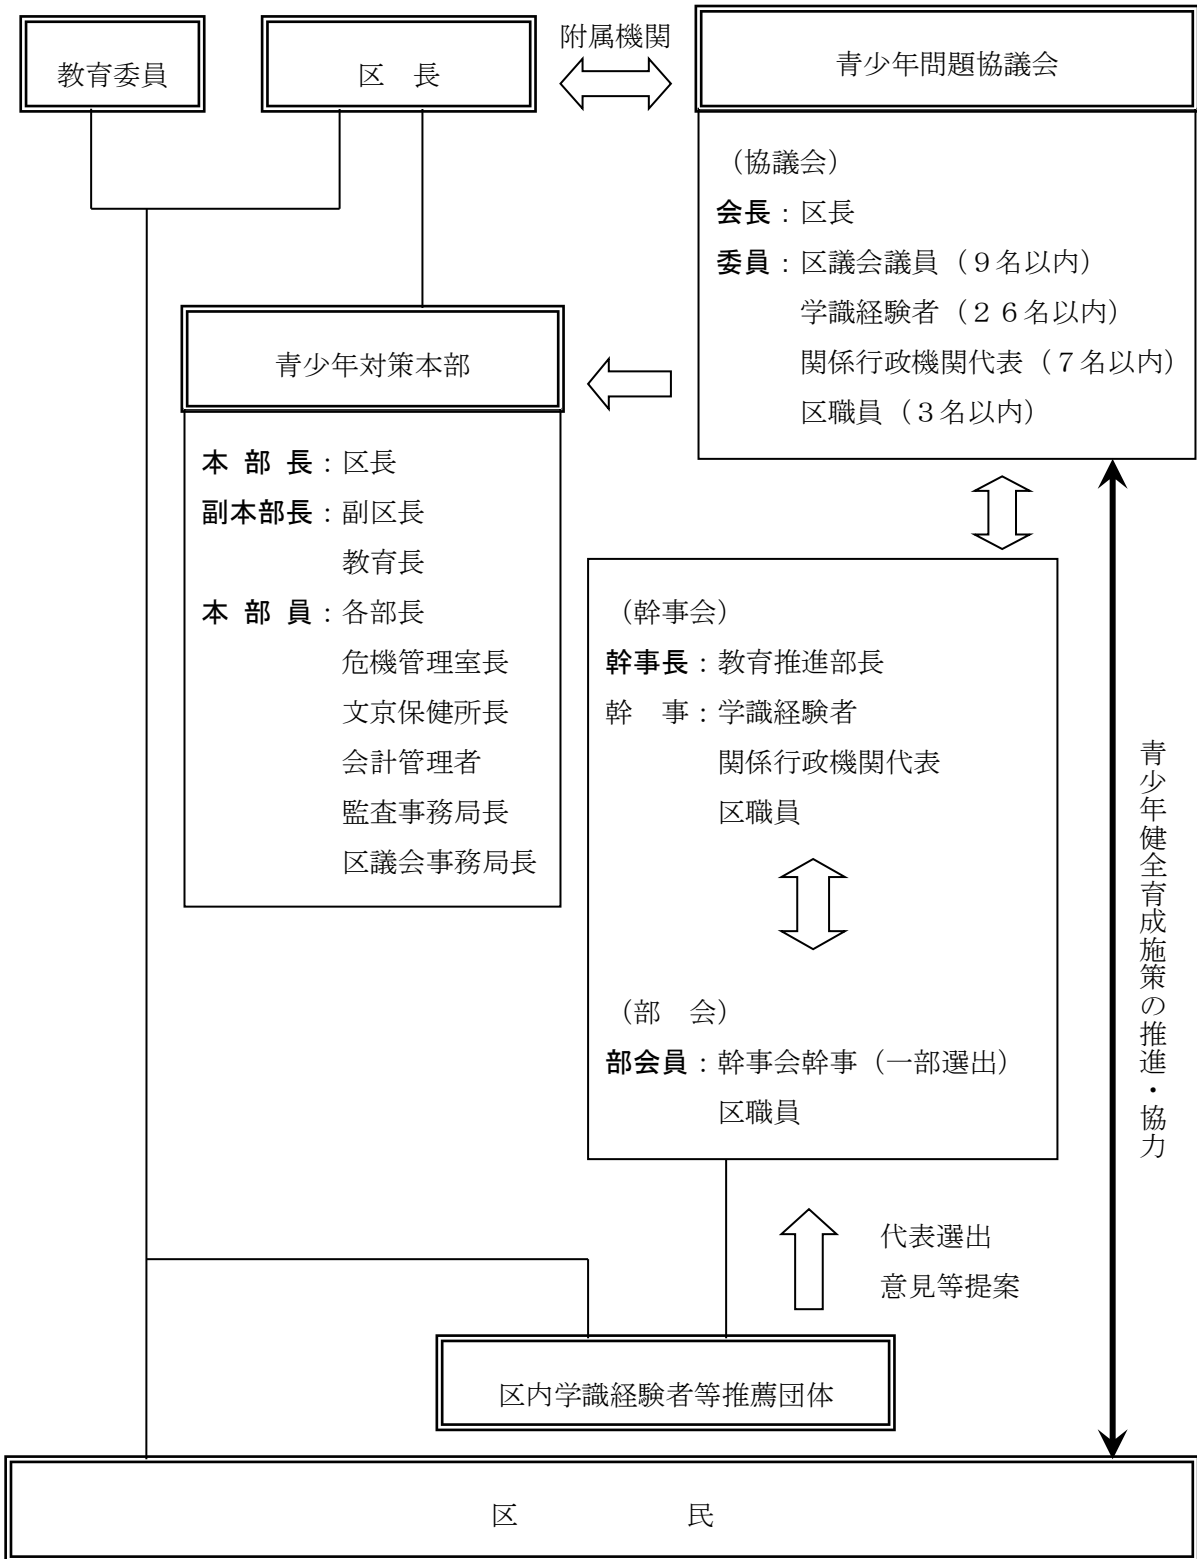 附属機関
教育委員
区　長
青少年問題協議会
（協議会）
会長：区長
委員：区議会議員（９名以内）
学識経験者（２６名以内）
関係行政機関代表（７名以内）
区職員（３名以内）
青少年対策本部
本 部 長：区長
副本部長：副区長
教育長
本 部 員：各部長
危機管理室長
文京保健所長
会計管理者
監査事務局長
区議会事務局長
（幹事会）
幹事長：教育推進部長
幹　事：学識経験者
関係行政機関代表
区職員
（部　会）
部会員：幹事会幹事（一部選出）
区職員
青少年健全育成施策の推進・協力
代表選出
意見等提案
区内学識経験者等推薦団体
区　　　　　　民